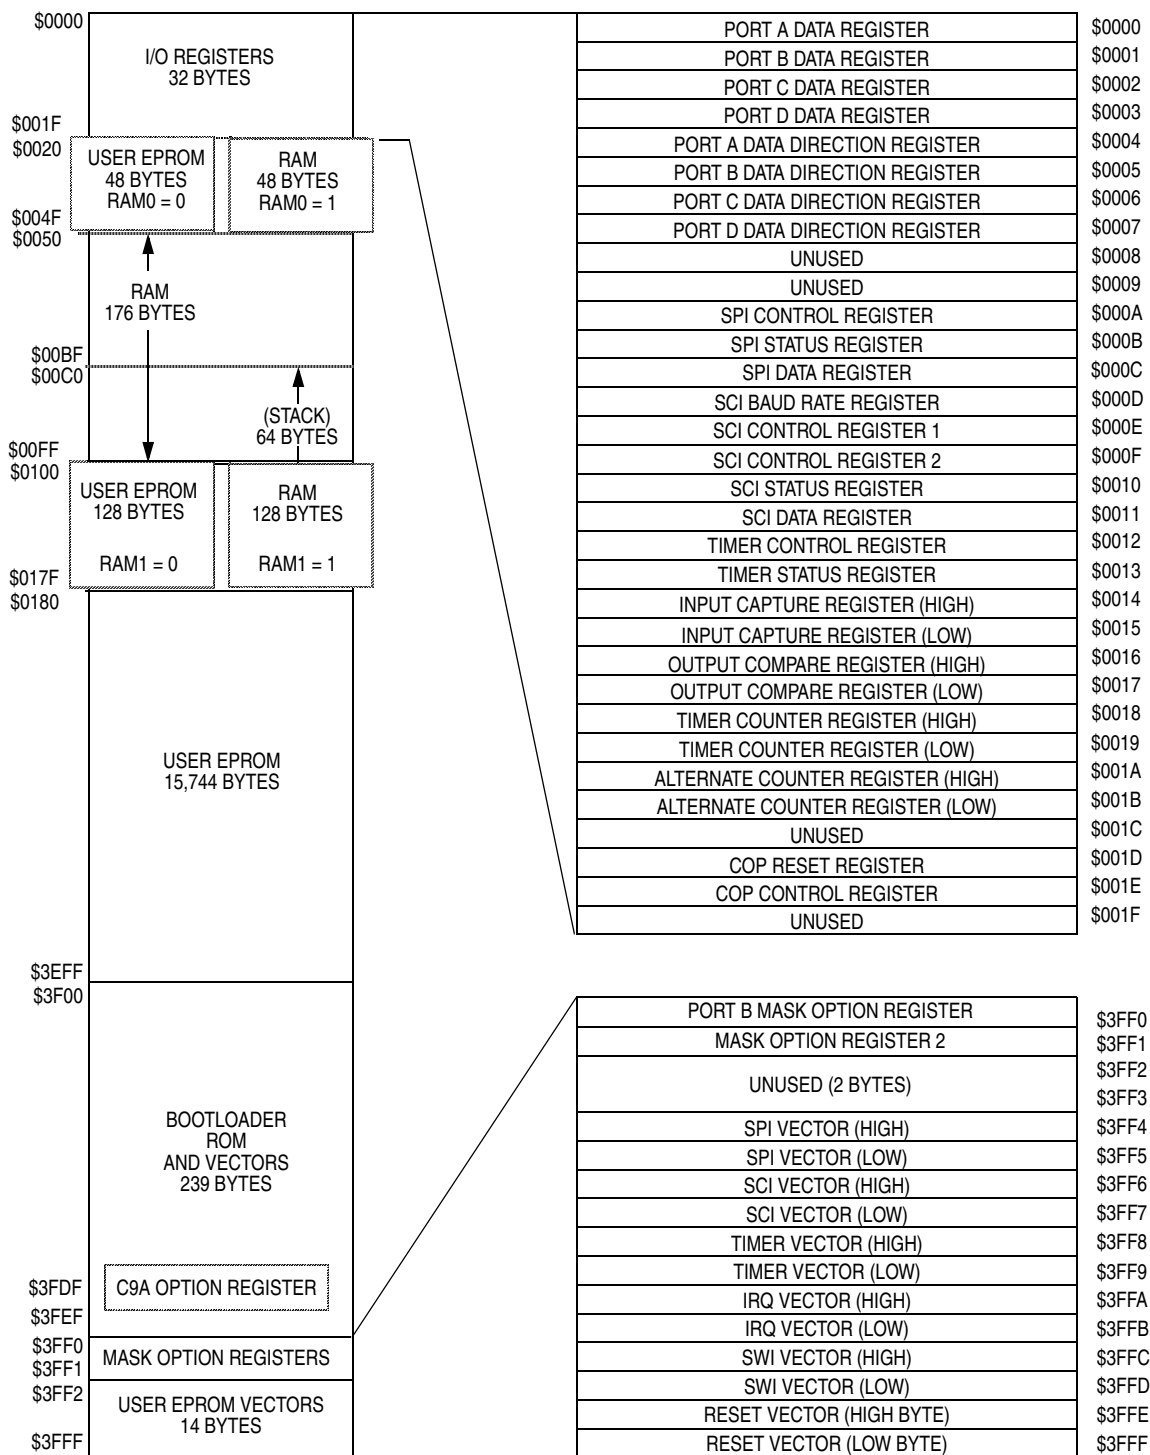 $0000
I/O REGISTERS
32 BYTES
$001F
$0020
USER EPROM
48 BYTES
RAM0 = 0
RAM
48 BYTES
RAM0 = 1
$004F
$0050
RAM
176 BYTES
$00BF
$00C0
(STACK)
64 BYTES
$00FF
$0100
USER EPROM
128 BYTES
RAM1 = 0
RAM
128 BYTES
RAM1 = 1
$017F
$0180
USER EPROM
15,744 BYTES
$3EFF
$3F00
BOOTLOADER
ROM
AND VECTORS
239 BYTES
$3FDF
C9A OPTION REGISTER
$3FEF
$3FF0
MASK OPTION REGISTERS
$3FF1
$3FF2
USER EPROM VECTORS
14 BYTES
$3FFF
PORT A DATA REGISTER $0000
PORT B DATA REGISTER $0001
PORT C DATA REGISTER $0002
PORT D DATA REGISTER $0003
PORT A DATA DIRECTION REGISTER $0004
PORT B DATA DIRECTION REGISTER $0005
PORT C DATA DIRECTION REGISTER $0006
PORT D DATA DIRECTION REGISTER $0007
UNUSED $0008
UNUSED $0009
SPI CONTROL REGISTER $000A
SPI STATUS REGISTER $000B
SPI DATA REGISTER $000C
SCI BAUD RATE REGISTER $000D
SCI CONTROL REGISTER 1 $000E
SCI CONTROL REGISTER 2 $000F
SCI STATUS REGISTER $0010
SCI DATA REGISTER $0011
TIMER CONTROL REGISTER $0012
TIMER STATUS REGISTER $0013
INPUT CAPTURE REGISTER (HIGH) $0014
INPUT CAPTURE REGISTER (LOW) $0015
OUTPUT COMPARE REGISTER (HIGH) $0016
OUTPUT COMPARE REGISTER (LOW) $0017
TIMER COUNTER REGISTER (HIGH) $0018
TIMER COUNTER REGISTER (LOW) $0019
ALTERNATE COUNTER REGISTER (HIGH) $001A
ALTERNATE COUNTER REGISTER (LOW) $001B
UNUSED $001C
COP RESET REGISTER $001D
COP CONTROL REGISTER $001E
UNUSED $001F
PORT B MASK OPTION REGISTER $3FF0
MASK OPTION REGISTER 2 $3FF1
$3FF2
UNUSED (2 BYTES)
$3FF3
SPI VECTOR (HIGH) $3FF4
SPI VECTOR (LOW) $3FF5
SCI VECTOR (HIGH) $3FF6
SCI VECTOR (LOW) $3FF7
TIMER VECTOR (HIGH) $3FF8
TIMER VECTOR (LOW) $3FF9
IRQ VECTOR (HIGH) $3FFA
IRQ VECTOR (LOW) $3FFB
SWI VECTOR (HIGH) $3FFC
SWI VECTOR (LOW) $3FFD
RESET VECTOR (HIGH BYTE) $3FFE
RESET VECTOR (LOW BYTE) $3FFF